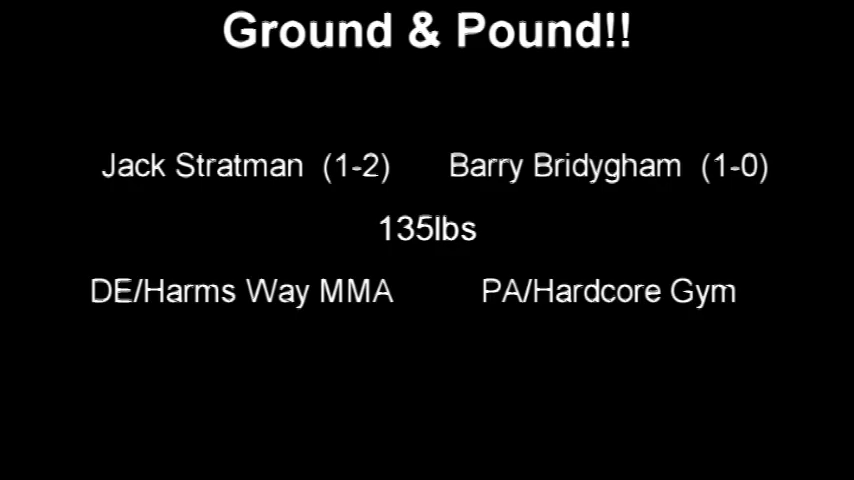 Ground & Pound!!
Jack Stratman (1-2) Barry Bridygham (1-0)
135lbs
DE/Harms Way MMA PA/Hardcore Gym